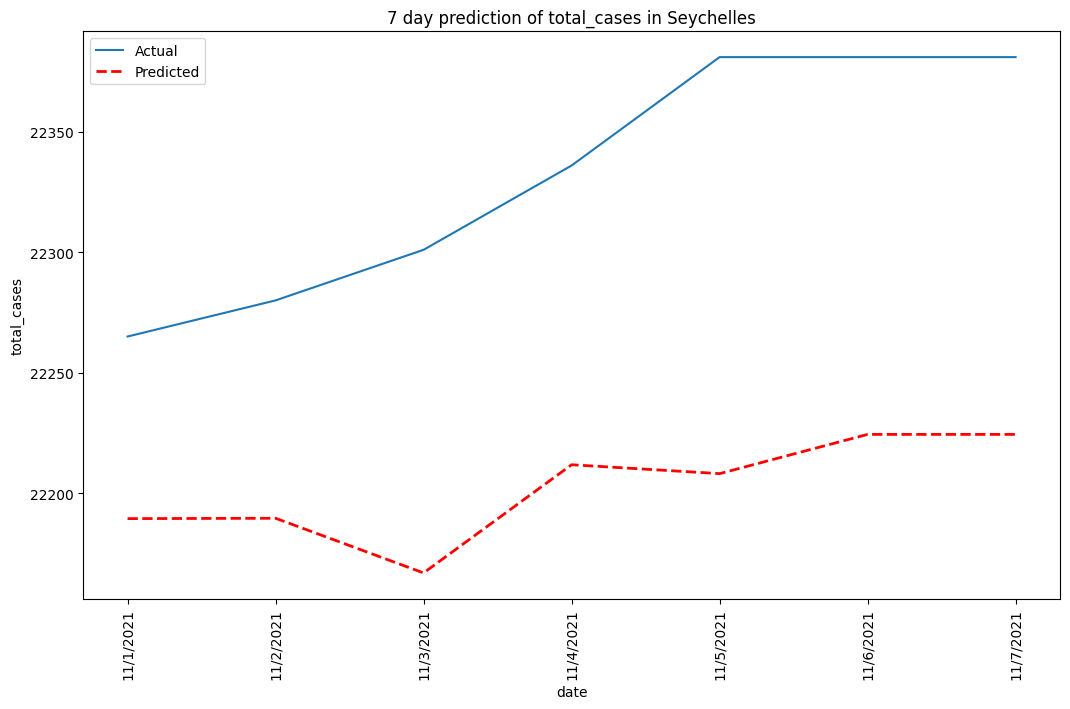 7 day prediction of total_cases in Seychelles
Actual
Predicted
total_cases
22350
22300
22250
22200
11/1/2021
11/2/2021
11/3/2021
11/4/2021
11/5/2021
11/6/2021
11/7/2021
date